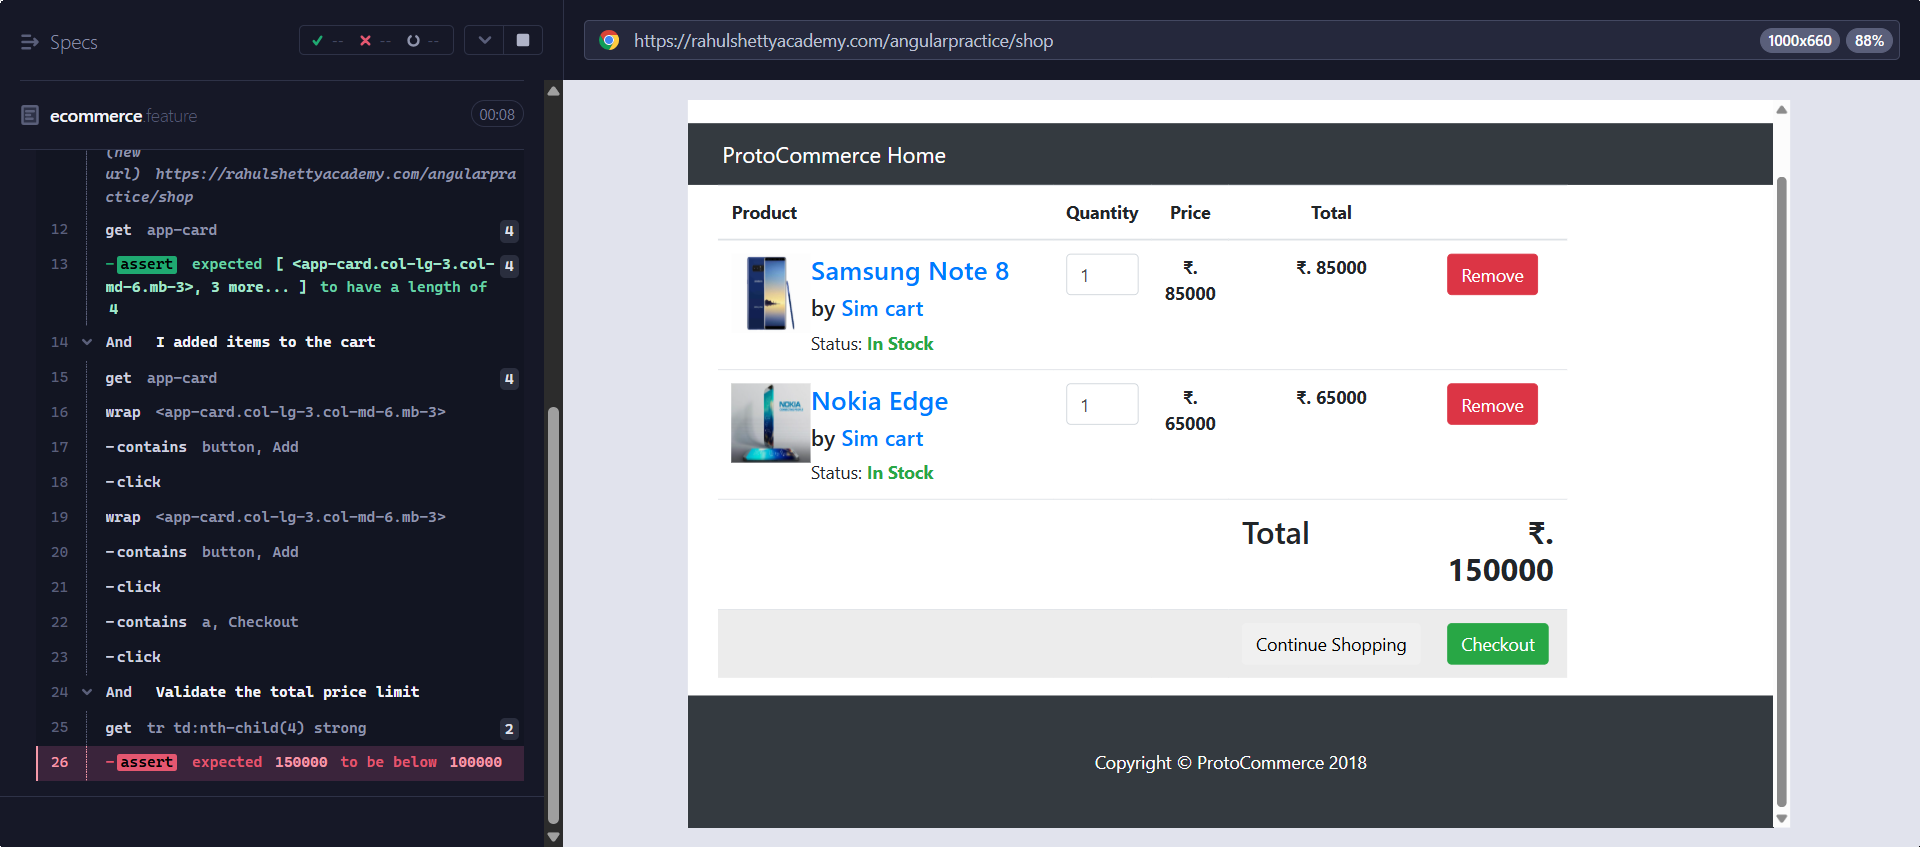 Specs
-- -- --
https://rahulshettyacademy.com/angularpractice/shop
1000x660
88%
ecommerce.feature
00:08
(new
url) https://rahulshettyacademy.com/angularpra
ctice/shop
12 get app-card 4
13 -assert expected [ <app-card.col-lg-3.col- 4
md-6.mb-3>, 3 more... ] to have a length of
4
14 And I added items to the cart
15 get app-card 4
16 wrap <app-card.col-lg-3.col-md-6.mb-3>
17 -contains button, Add
18 -click
19 wrap <app-card.col-lg-3.col-md-6.mb-3>
20 -contains button, Add
21 -click
22 -contains a, Checkout
23 -click
24 And Validate the total price limit
25 get tr td:nth-child(4) strong 2
26 -assert expected 150000 to be below 100000
ProtoCommerce Home
Product Quantity Price Total
Samsung Note 8
by Sim cart
Status: In Stock
1
₹.
85000
₹. 85000
Remove
NOKIA
Nokia Edge
by Sim cart
Status: In Stock
1
₹.
65000
₹. 65000
Remove
Total
₹.
150000
Continue Shopping
Checkout
Copyright © ProtoCommerce 2018